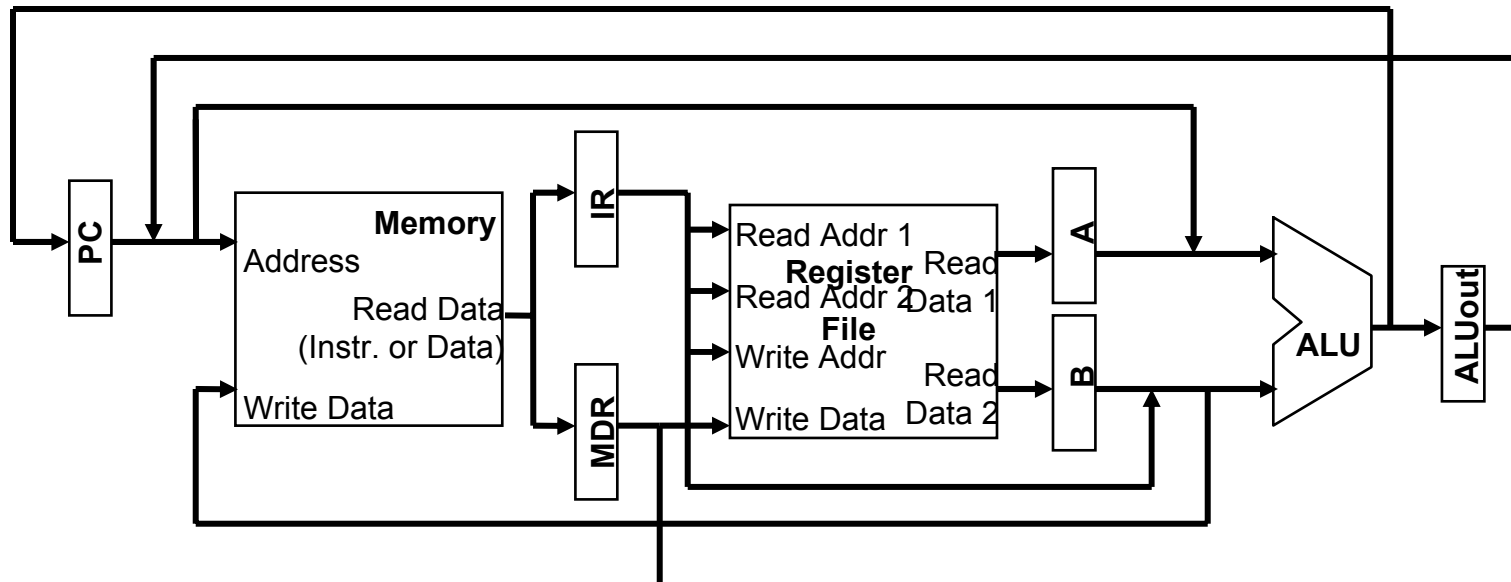 PC
Memory
Address
Read Data
(Instr. or Data)
Write Data
IR
MDR
Read Addr 1
Register
Read Addr 2
File
Write Addr
Write Data
Read
Data 1
Read
Data 2
A
B
ALU
ALUout